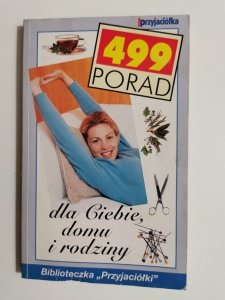 przyjaciółka
499
PORAD
dla Ciebie,
domu
i rodziny
Biblioteczka „Przyjaciółki”